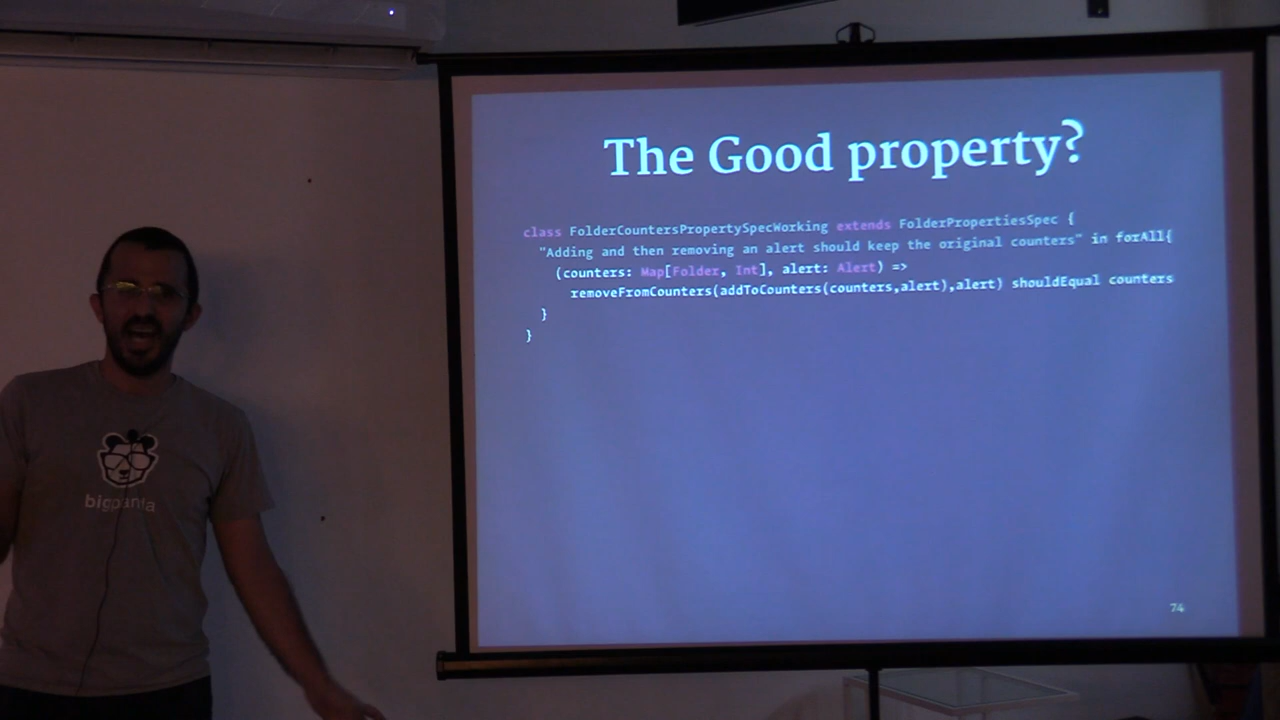 The Good property?
class FolderCountersPropertySpecWorking extends FolderPropertiesSpec {
"Adding and then removing an alert should keep the original counters" in forAll{
(counters: Map[Folder, Int], alert: Alert) =>
removeFromCounters(addToCounters(counters,alert),alert) shouldEqual counters
}
}
74
bigpanda